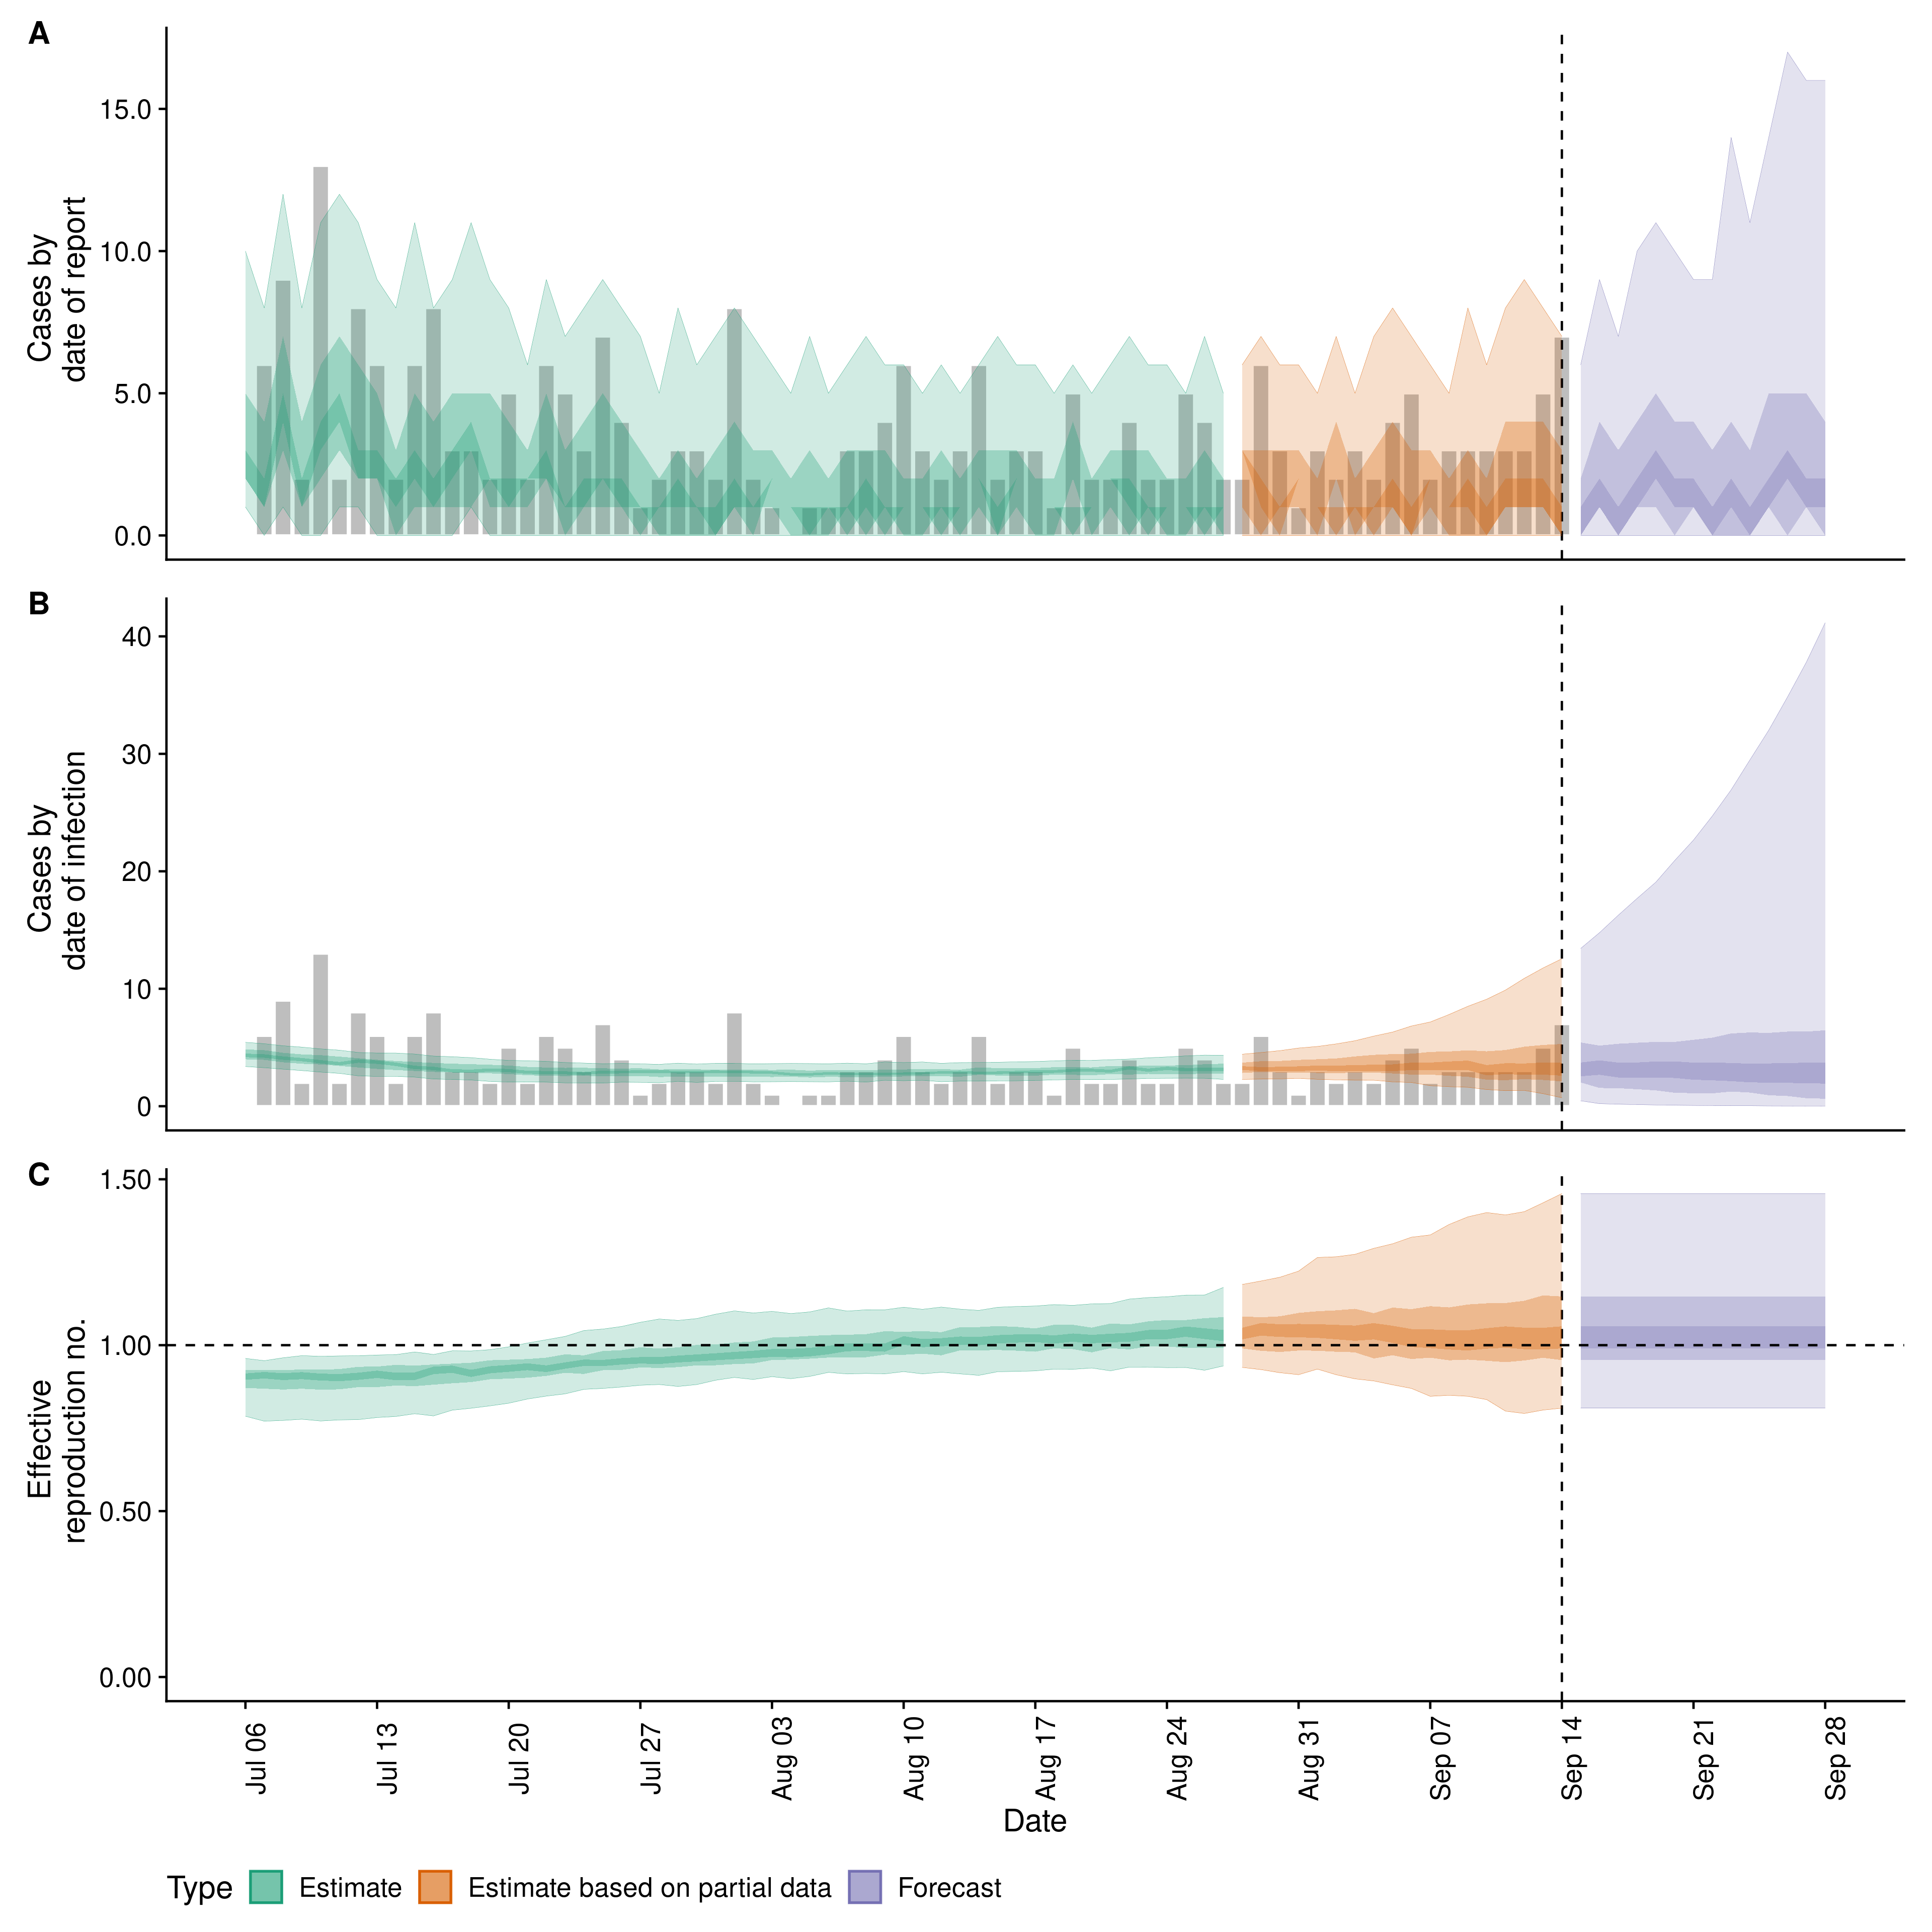 A
Cases by
date of report
15.0
10.0
5.0
0.0
B
Cases by
date of infection
40
30
20
10
0
C
Effective
reproduction no.
1.50
1.00
0.50
0.00
Jul 06
Jul 13
Jul 20
Jul 27
Aug 03
Aug 10
Aug 17
Aug 24
Aug 31
Sep 07
Sep 14
Sep 21
Sep 28
Date
Type Estimate Estimate based on partial data Forecast